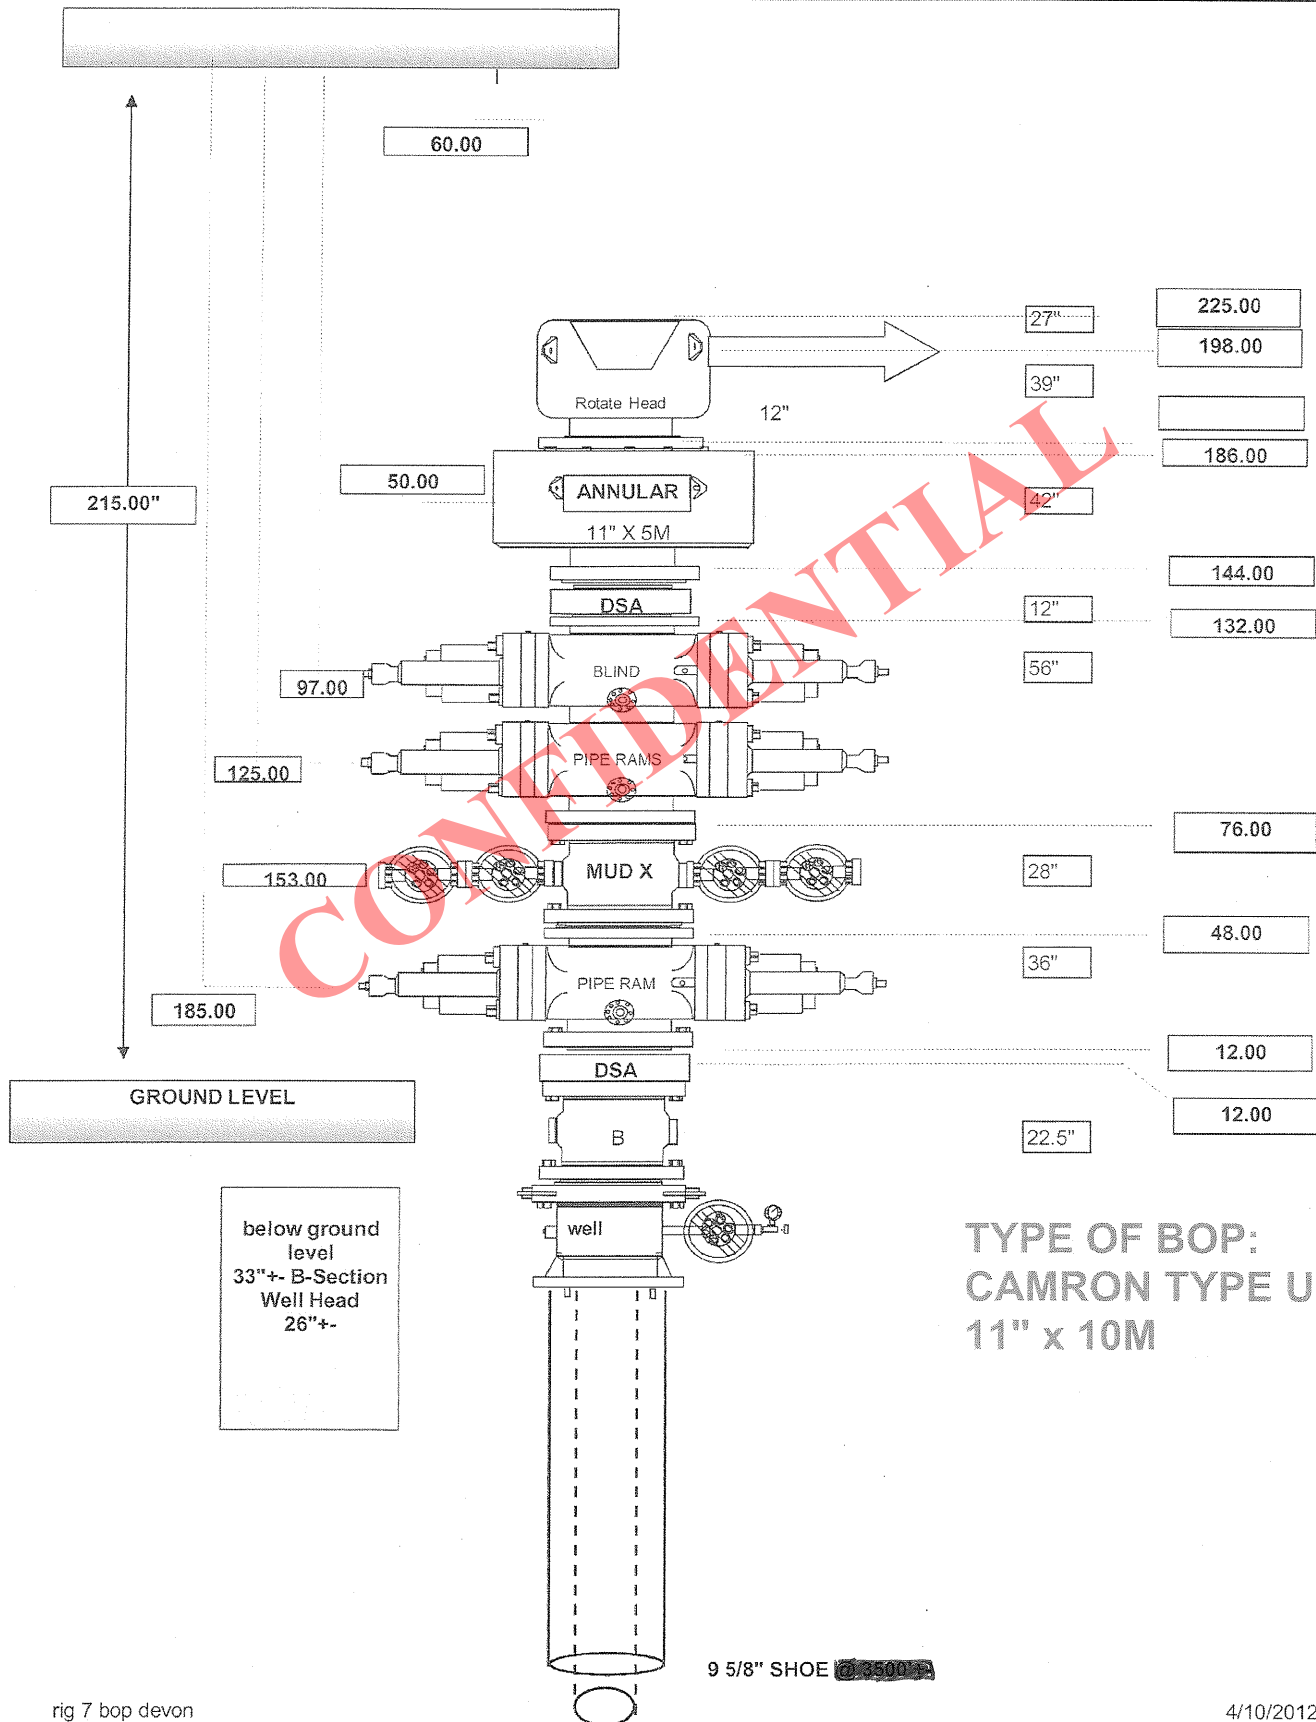 60.00
27"
225.00
198.00
39"
Rotate Head
12"
186.00
50.00
ANNULAR
42"
215.00"
11" X 5M
144.00
DSA
12"
132.00
BLIND
56"
97.00
PIPE RAMS
125.00
76.00
MUD X
28"
153.00
48.00
36"
PIPE RAM
185.00
12.00
DSA
GROUND LEVEL
12.00
B
22.5"
below ground
level
33"+- B-Section
Well Head
26"+-
well
TYPE OF BOP:
CAMRON TYPE U
11" x 10M
CONFIDENTIAL
9 5/8" SHOE @ 3500'+-
rig 7 bop devon
4/10/2012